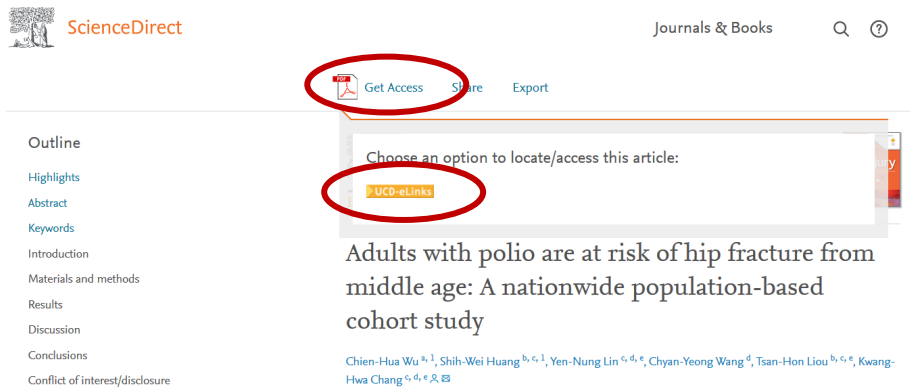 ScienceDirect
Journals & Books
?
PDF
Get Access Share Export
Outline
Choose an option to locate/access this article:
Highlights
UCD-eLinks
Abstract
Keywords
Introduction
Materials and methods
Results
Discussion
Conclusions
Conflict of interest/disclosure
Adults with polio are at risk of hip fracture from
middle age: A nationwide population-based
cohort study
Chien-Hua Wu a, 1, Shih-Wei Huang b, c, 1, Yen-Nung Lin c, d, e, Chyan-Yeong Wang d, Tsan-Hon Liou b, c, e, Kwang-
Hwa Chang c, d, e